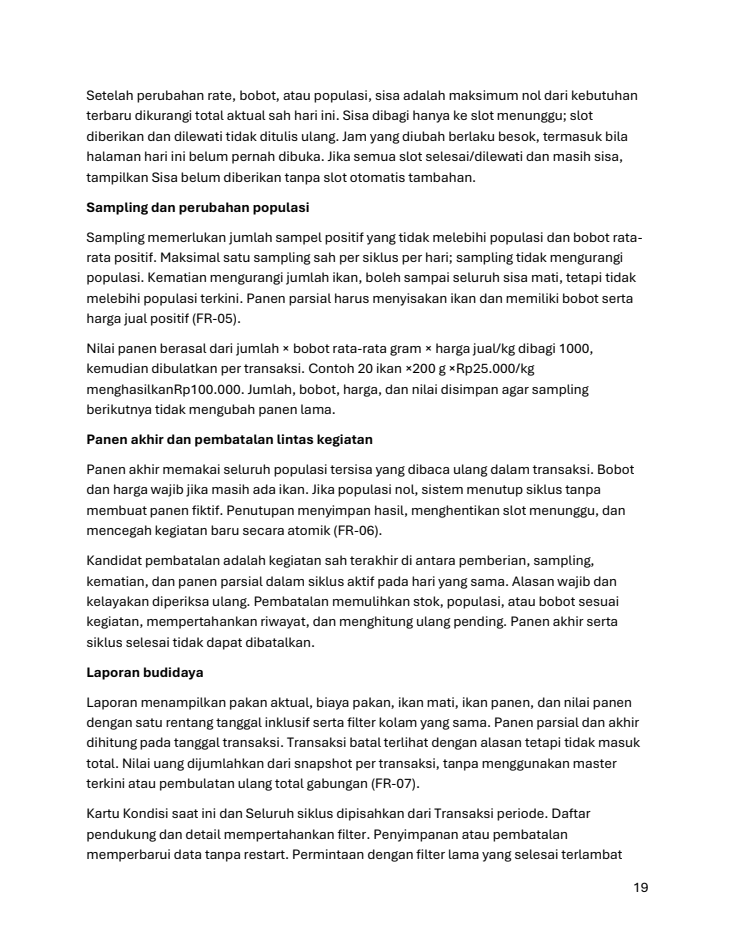 Setelah perubahan rate, bobot, atau populasi, sisa adalah maksimum nol dari kebutuhan
terbaru dikurangi total aktual sah hari ini. Sisa dibagi hanya ke slot menunggu; slot
diberikan dan dilewati tidak ditulis ulang. Jam yang diubah berlaku besok, termasuk bila
halaman hari ini belum pernah dibuka. Jika semua slot selesai/dilewati dan masih sisa,
tampilkan Sisa belum diberikan tanpa slot otomatis tambahan.
Sampling dan perubahan populasi
Sampling memerlukan jumlah sampel positif yang tidak melebihi populasi dan bobot rata-
rata positif. Maksimal satu sampling sah per siklus per hari; sampling tidak mengurangi
populasi. Kematian mengurangi jumlah ikan, boleh sampai seluruh sisa mati, tetapi tidak
melebihi populasi terkini. Panen parsial harus menyisakan ikan dan memiliki bobot serta
harga jual positif (FR-05).
Nilai panen berasal dari jumlah × bobot rata-rata gram × harga jual/kg dibagi 1000,
kemudian dibulatkan per transaksi. Contoh 20 ikan ×200 g ×Rp25.000/kg
menghasilkanRp100.000. Jumlah, bobot, harga, dan nilai disimpan agar sampling
berikutnya tidak mengubah panen lama.
Panen akhir dan pembatalan lintas kegiatan
Panen akhir memakai seluruh populasi tersisa yang dibaca ulang dalam transaksi. Bobot
dan harga wajib jika masih ada ikan. Jika populasi nol, sistem menutup siklus tanpa
membuat panen fiktif. Penutupan menyimpan hasil, menghentikan slot menunggu, dan
mencegah kegiatan baru secara atomik (FR-06).
Kandidat pembatalan adalah kegiatan sah terakhir di antara pemberian, sampling,
kematian, dan panen parsial dalam siklus aktif pada hari yang sama. Alasan wajib dan
kelayakan diperiksa ulang. Pembatalan memulihkan stok, populasi, atau bobot sesuai
kegiatan, mempertahankan riwayat, dan menghitung ulang pending. Panen akhir serta
siklus selesai tidak dapat dibatalkan.
Laporan budidaya
Laporan menampilkan pakan aktual, biaya pakan, ikan mati, ikan panen, dan nilai panen
dengan satu rentang tanggal inklusif serta filter kolam yang sama. Panen parsial dan akhir
dihitung pada tanggal transaksi. Transaksi batal terlihat dengan alasan tetapi tidak masuk
total. Nilai uang dijumlahkan dari snapshot per transaksi, tanpa menggunakan master
terkini atau pembulatan ulang total gabungan (FR-07).
Kartu Kondisi saat ini dan Seluruh siklus dipisahkan dari Transaksi periode. Daftar
pendukung dan detail mempertahankan filter. Penyimpanan atau pembatalan
memperbarui data tanpa restart. Permintaan dengan filter lama yang selesai terlambat
19